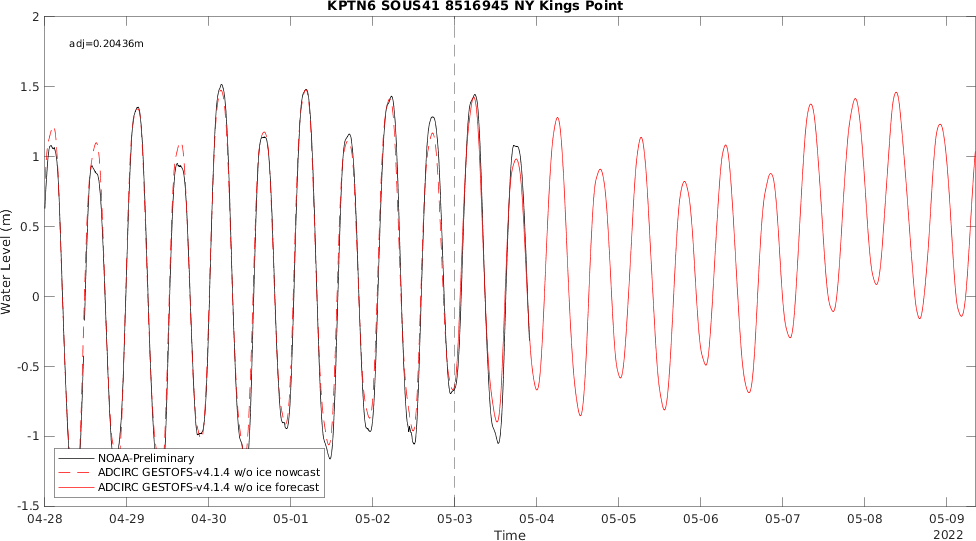 KPTN6 SOUS41 8516945 NY Kings Point
adj=0.20436m
2
1.5
1
0.5
0
-0.5
-1
-1.5
Water Level (m)
NOAA-Preliminary
ADCIRC GESTOFS-v4.1.4 w/o ice nowcast
ADCIRC GESTOFS-v4.1.4 w/o ice forecast
04-28 04-29 04-30 05-01 05-02 05-03 05-04 05-05 05-06 05-07 05-08 05-09
Time
2022